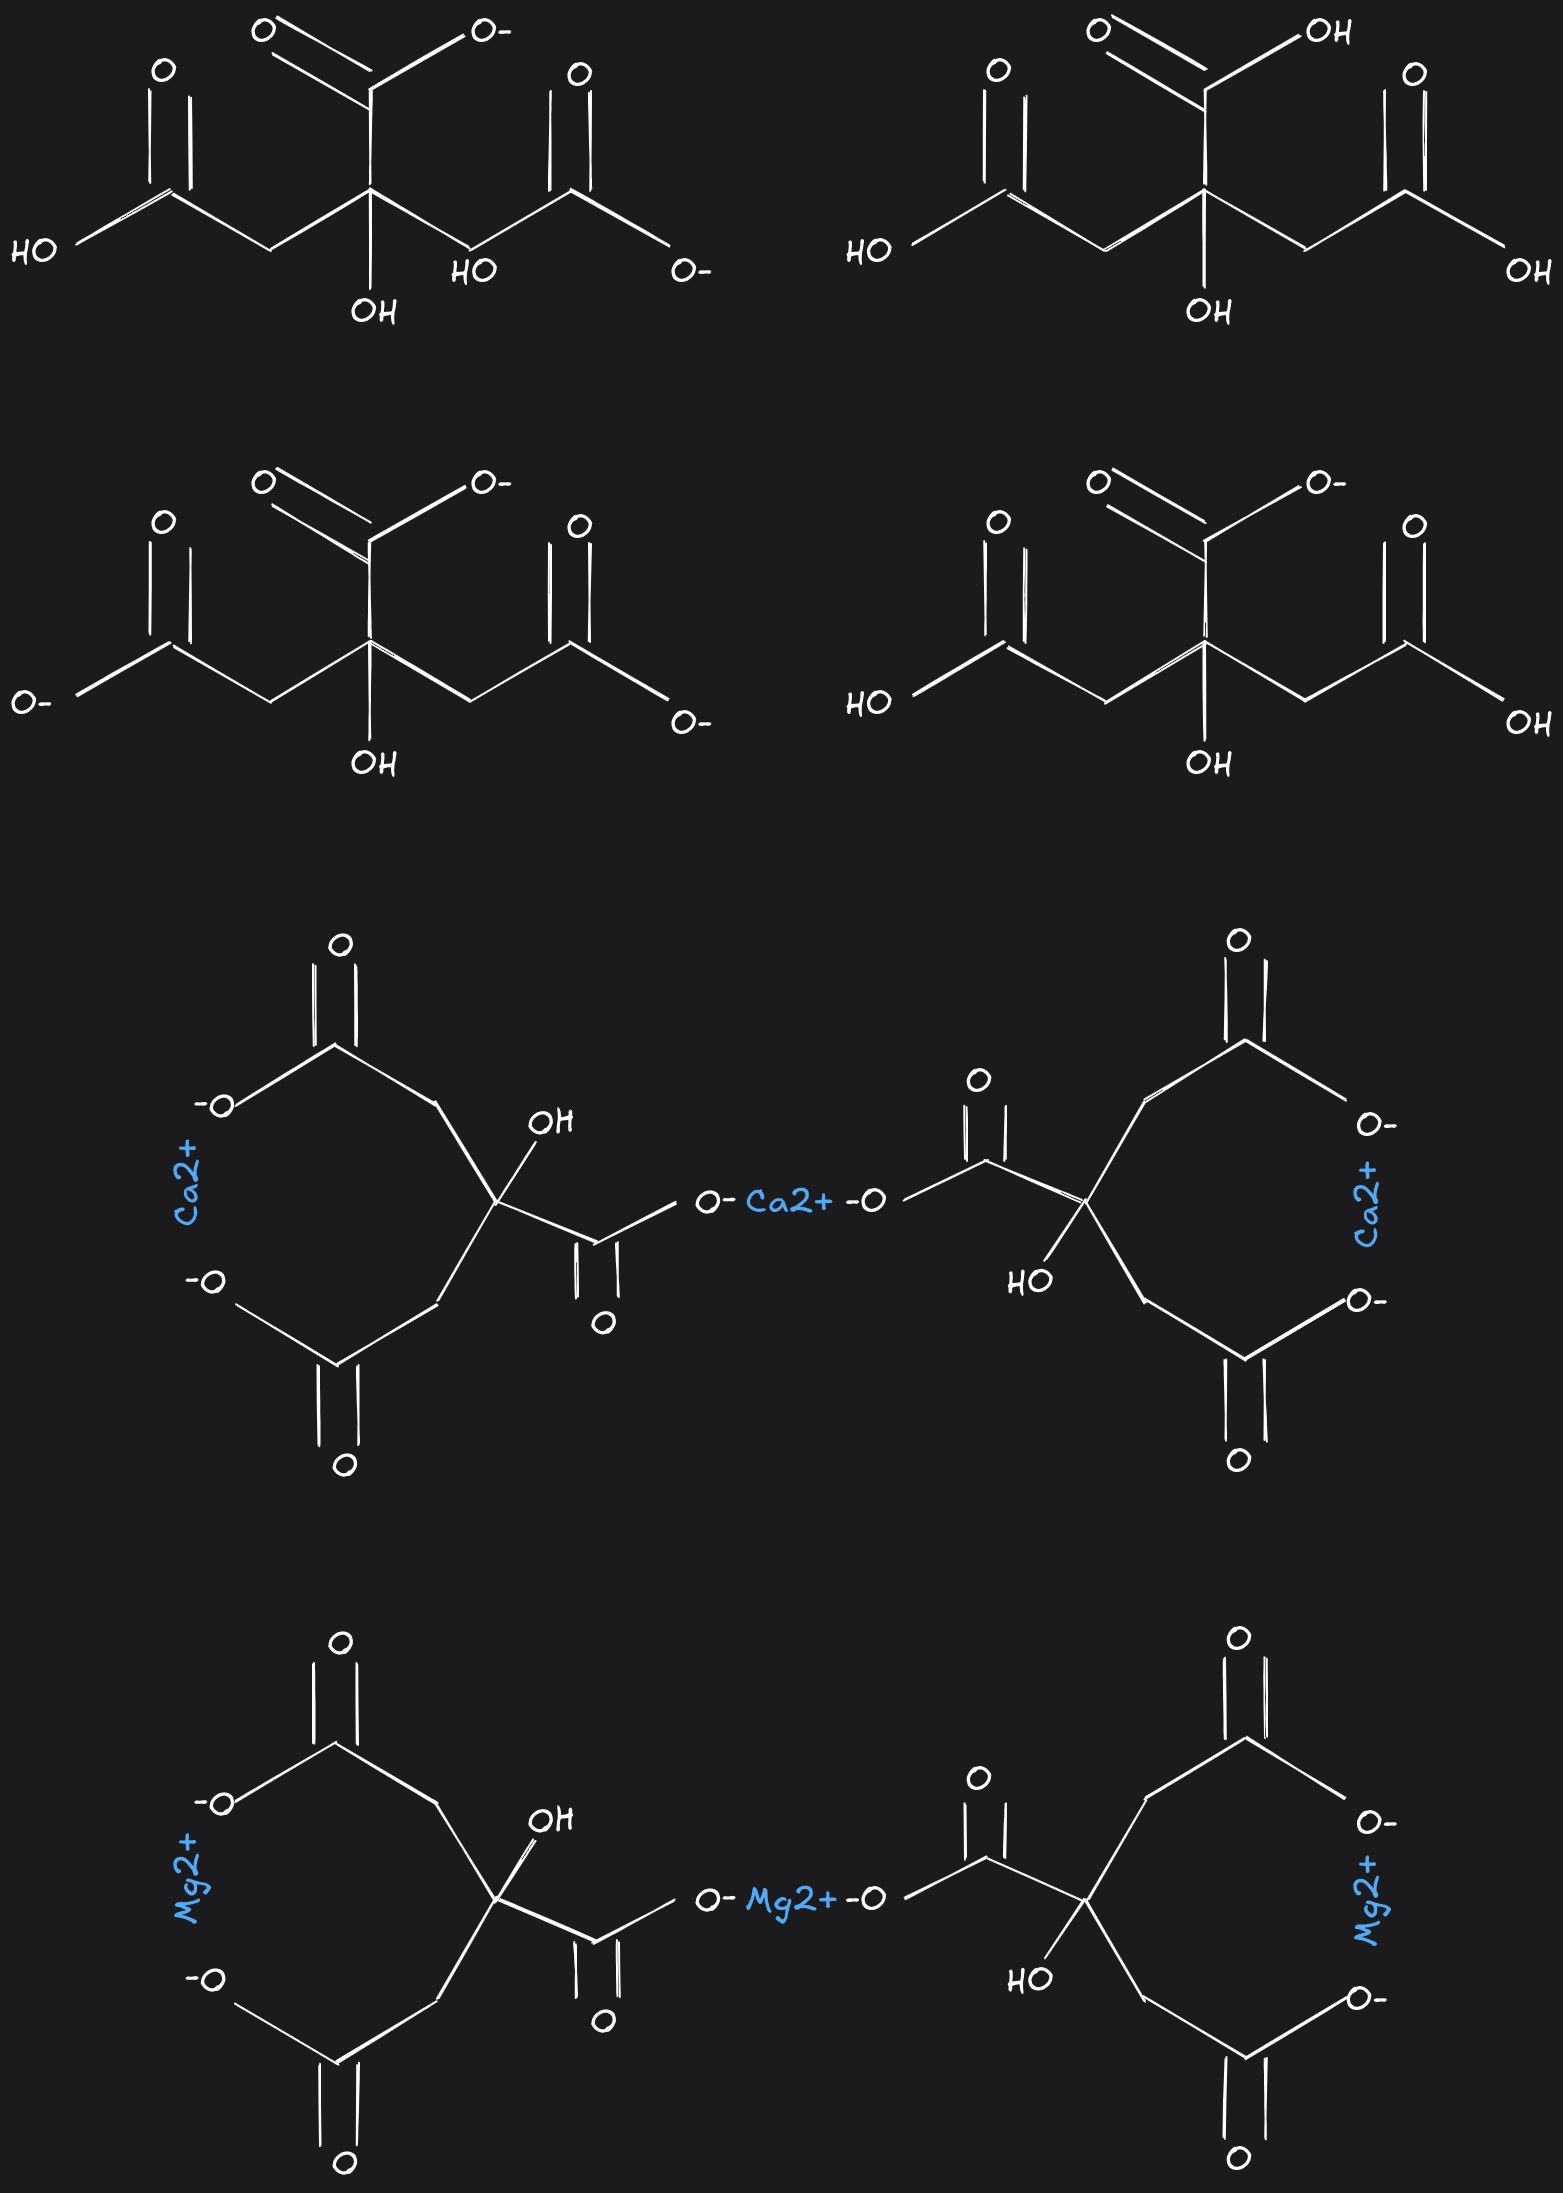 O O- O OH
O O O O
HO HO O- HO OH
OH OH
O O- O O-
O O O O
O- O- HO OH
OH OH
O O
O
-O OH O-
Ca2+ O- Ca2+ -O Ca2+
-O HO O-
O
O O
O O
O
-O OH O-
Mg2+ O- Mg2+ -O Mg2+
-O HO O-
O
O O